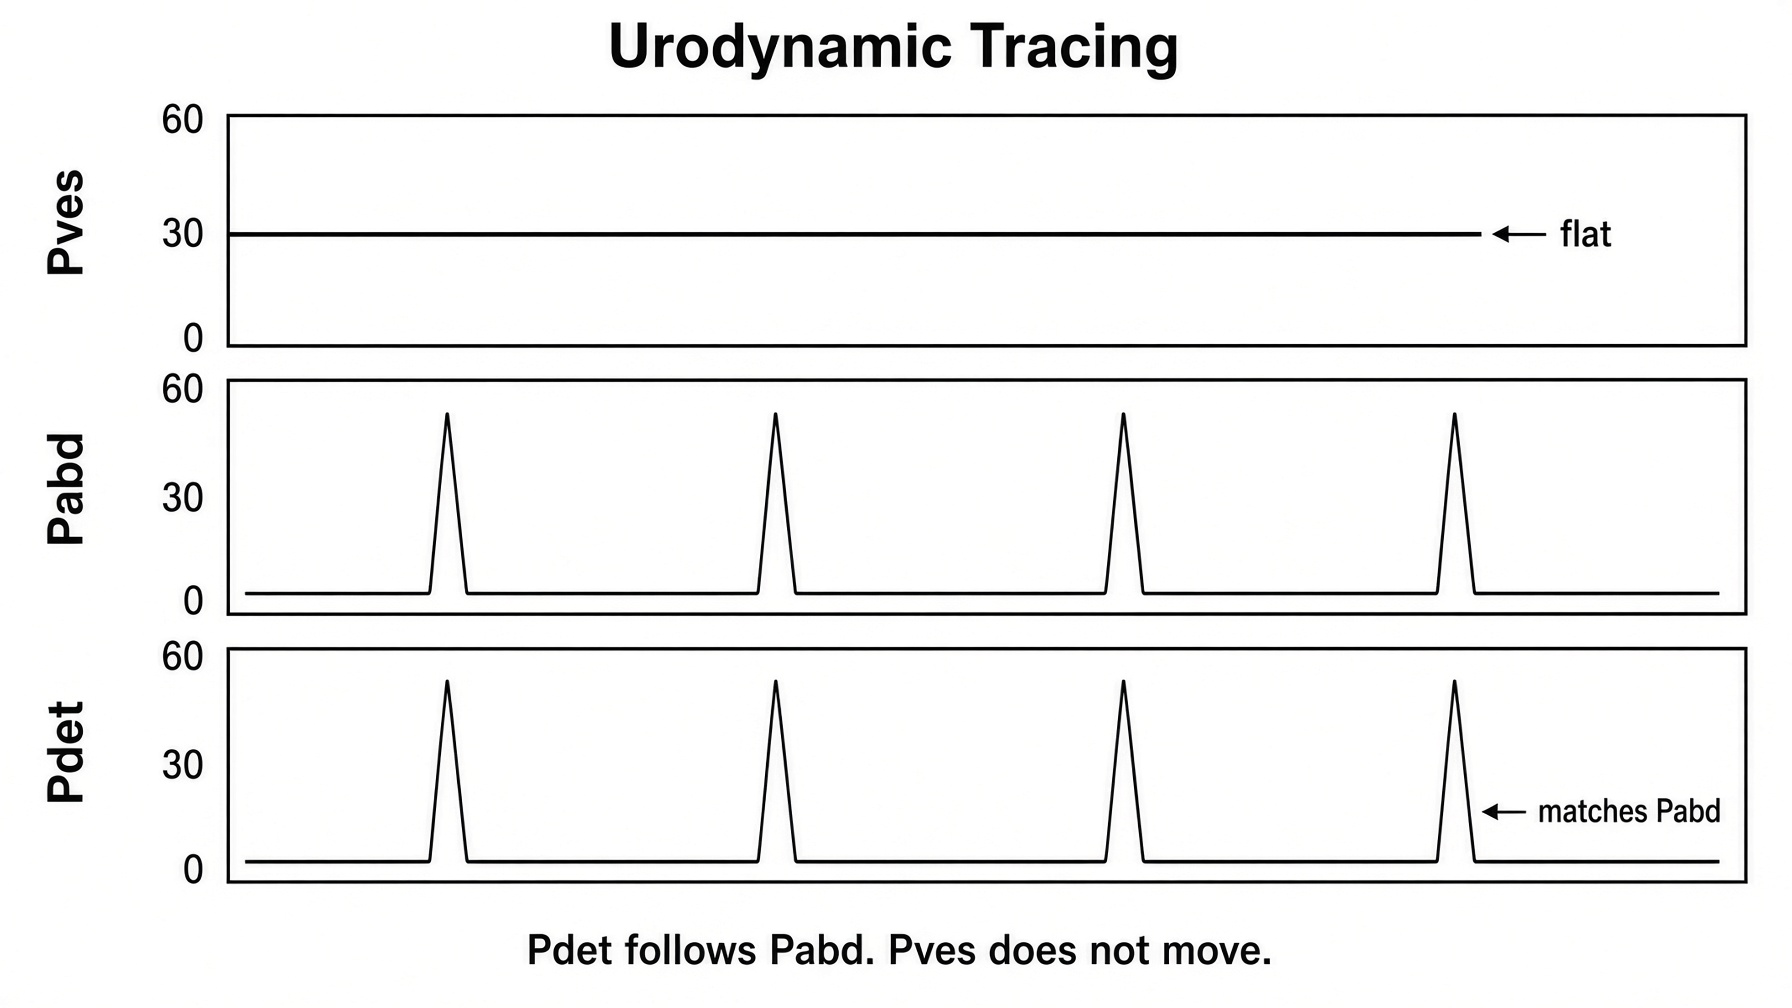 Urodynamic Tracing
Pves
60
30
0
flat
Pabd
60
30
0
Pdet
60
30
0
matches Pabd
Pdet follows Pabd. Pves does not move.